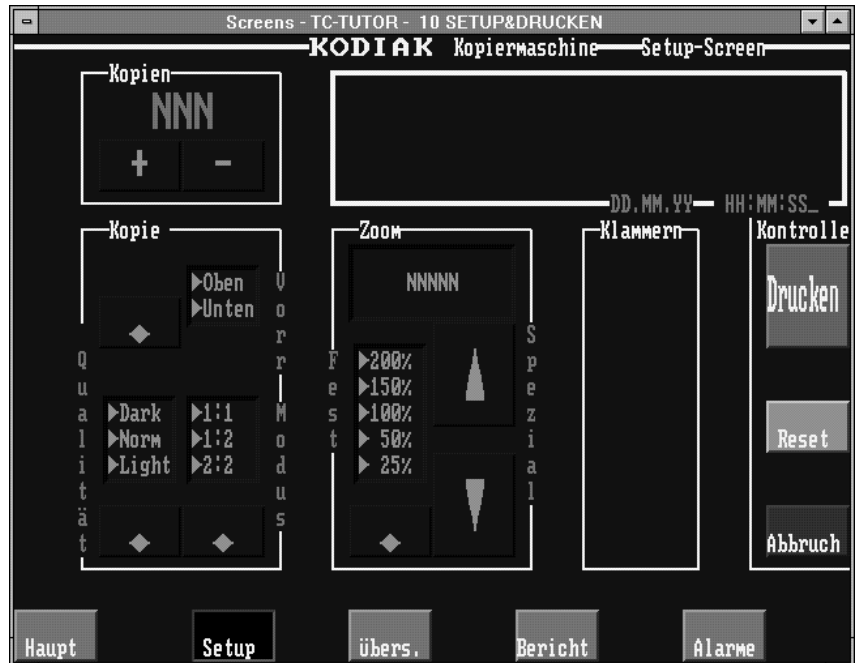 Screens - TC-TUTOR - 10 SETUP&DRUCKEN
KODIAK Kopiermaschine Setup-Screen
Kopien
NNN
+ -
DD.MM.YY HH:MM:SS_
Kopie
Oben
Unten
Vorr
Qualität
Dark
Norm
Light
1:1
1:2
2:2
Modus
Zoom
NNNNN
Fest
200%
150%
100%
50%
25%
Spezial
Klammern
Kontrolle
Drucken
Reset
Abbruch
Haupt Setup übers. Bericht Alarme